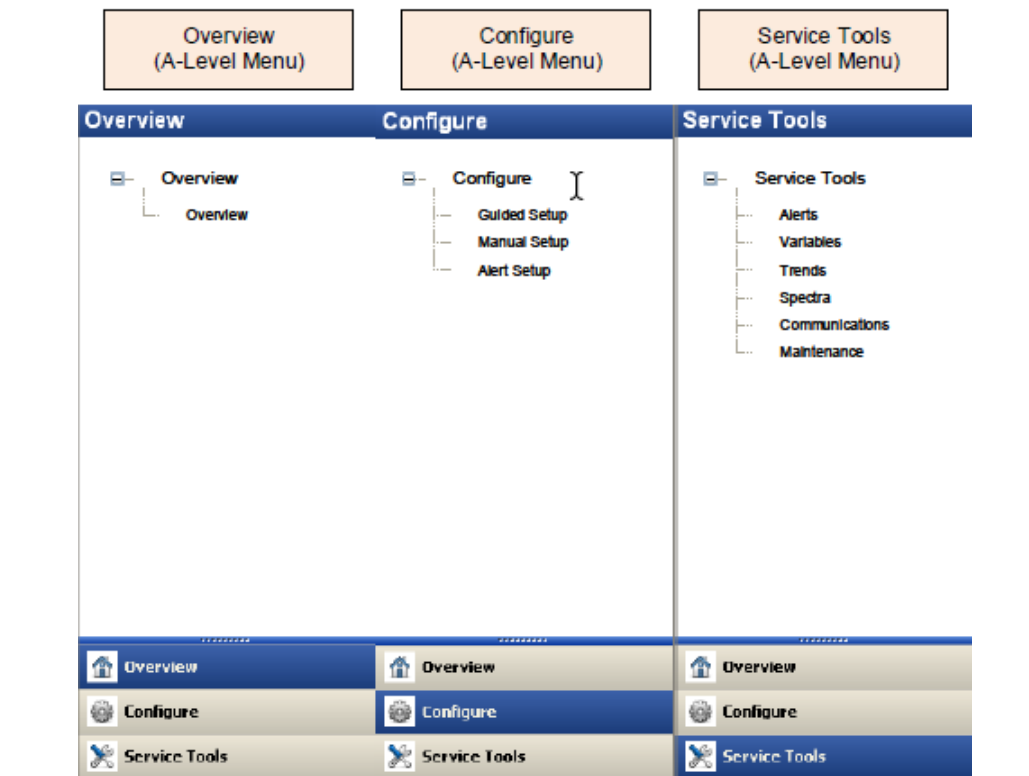 Overview
(A-Level Menu)
Configure
(A-Level Menu)
Service Tools
(A-Level Menu)
Overview
Overview
Overview
Overview
Configure
Service Tools
Configure
Configure
Guided Setup
Manual Setup
Alert Setup
Overview
Configure
Service Tools
Service Tools
Service Tools
Alerts
Variables
Trends
Spectra
Communications
Maintenance
Overview
Configure
Service Tools